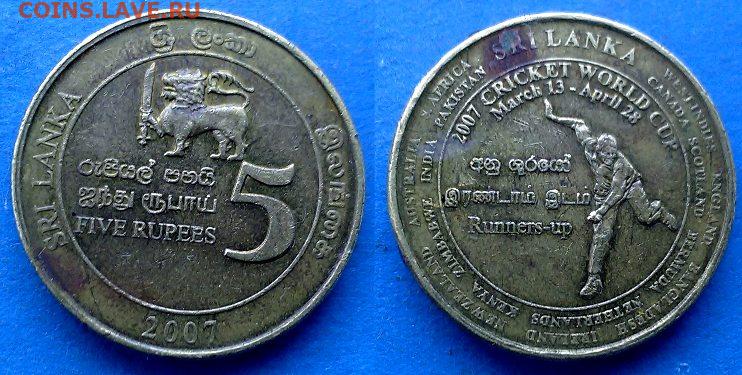 COINS.LAVE.RU
ශ්‍රී ලංකා
SRI LANKA
இலங்கை
රුපියල් පහයි
ஐந்து ரூபாய்
FIVE RUPEES
5
2007
SRI LANKA
2007 CRICKET WORLD CUP
March 13 - April 28
අනු ශූරයෝ
இரண்டாம் இடம்
Runners-up
WEST INDIES ENGLAND
CANADA SCOTLAND BERMUDA BANGLADESH
NETHERLANDS IRELAND
KENYA NEW ZEALAND
ZIMBABWE AUSTRALIA
INDIA PAKISTAN S.AFRICA